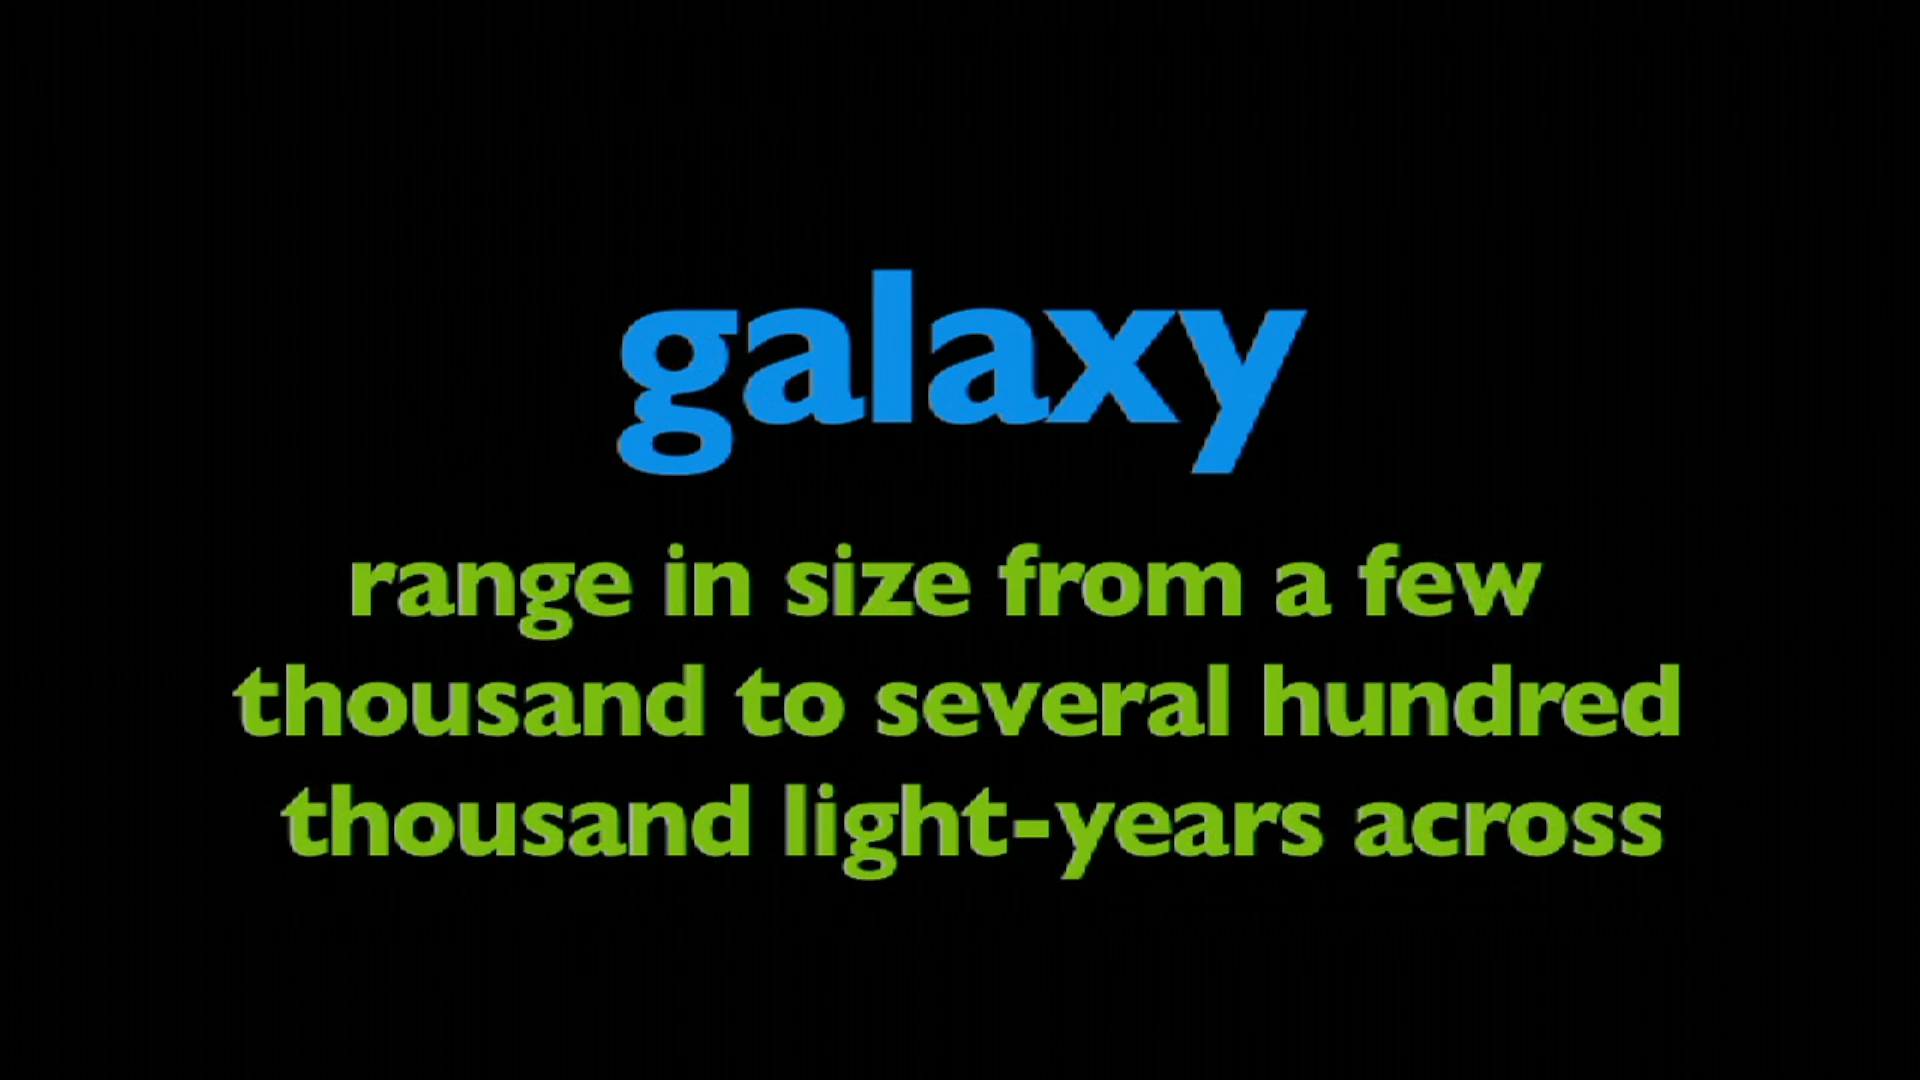 galaxy
range in size from a few
thousand to several hundred
thousand light-years across